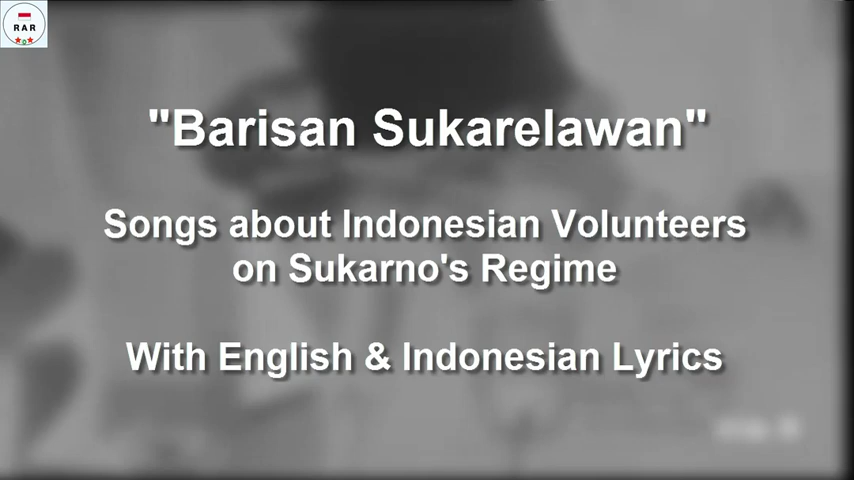 RAR
"Barisan Sukarelawan"
Songs about Indonesian Volunteers
on Sukarno's Regime
With English & Indonesian Lyrics